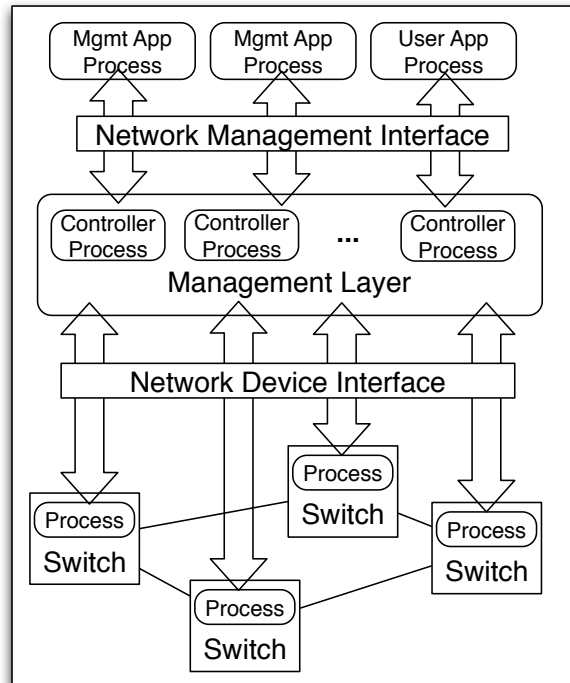 Mgmt App
Process
Mgmt App
Process
User App
Process
Network Management Interface
Controller
Process
Controller
Process
...
Controller
Process
Management Layer
Network Device Interface
Process
Switch
Process
Switch
Process
Switch
Process
Switch